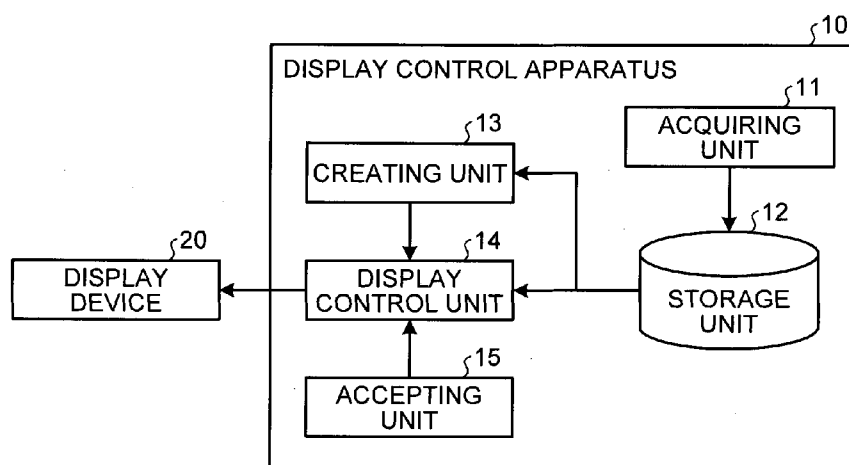 10
DISPLAY CONTROL APPARATUS
11
ACQUIRING
UNIT
13
CREATING UNIT
12
STORAGE
UNIT
20
DISPLAY
DEVICE
14
DISPLAY
CONTROL UNIT
15
ACCEPTING
UNIT